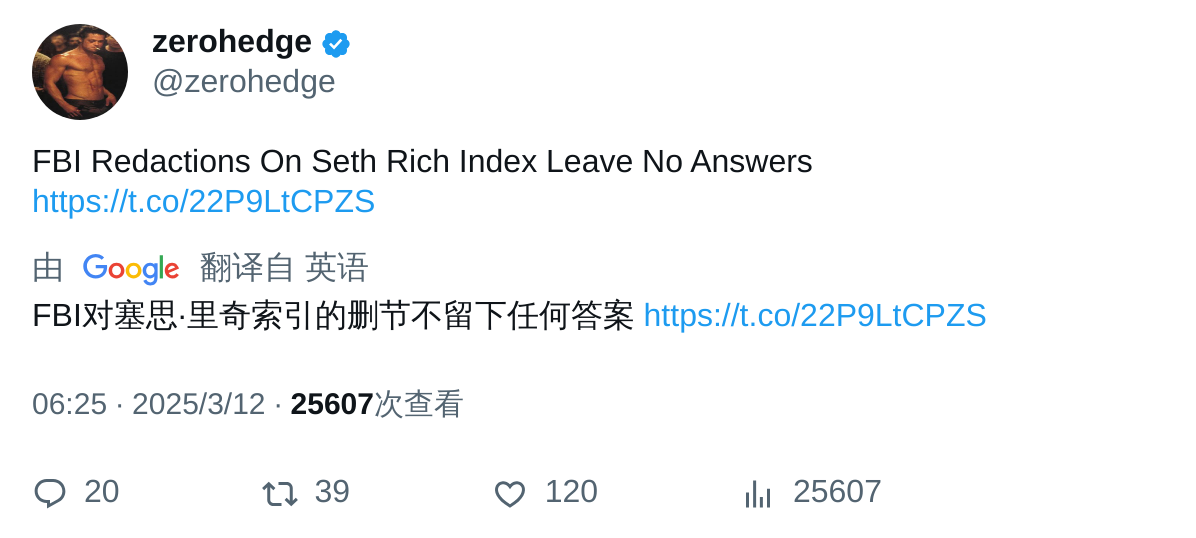 zerohedge
@zerohedge
FBI Redactions On Seth Rich Index Leave No Answers
https://t.co/22P9LtCPZS
由 Google 翻译自 英语
FBI对塞思·里奇索引的删节不留下任何答案 https://t.co/22P9LtCPZS
06:25 · 2025/3/12 · 25607次查看
20 39 120 25607